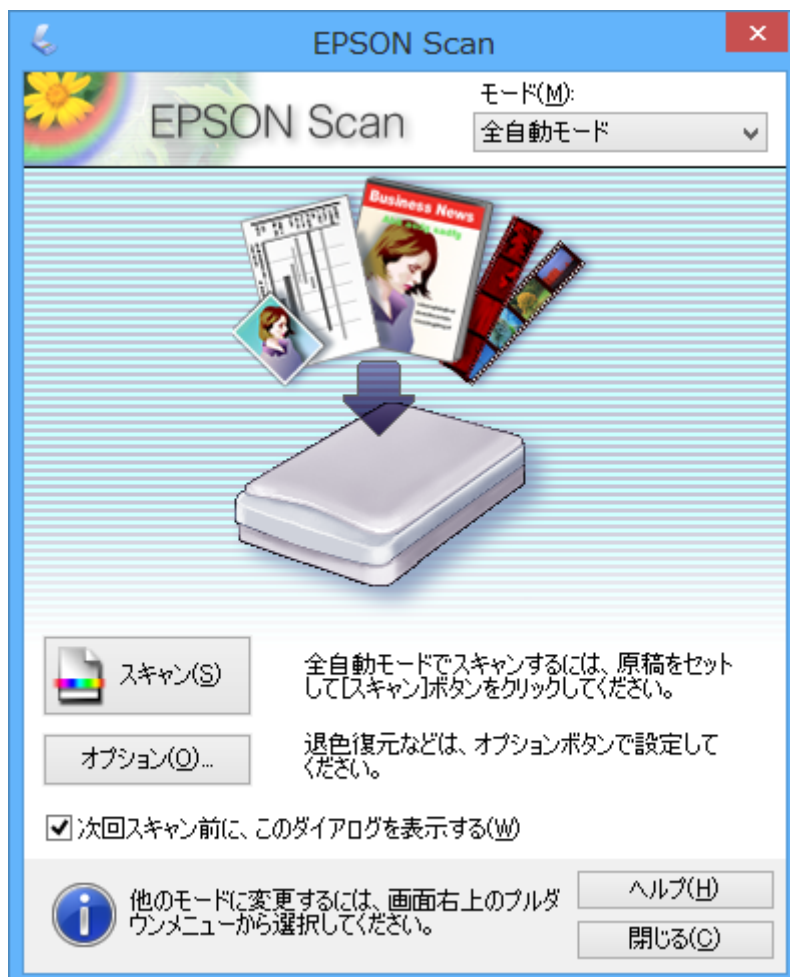 EPSON Scan
EPSON Scan
モード(M):
全自動モード
Business News
スキャン(S)
全自動モードでスキャンするには、原稿をセット
して[スキャン]ボタンをクリックしてください。
オプション(O)...
退色復元などは、オプションボタンで設定して
ください。
次回スキャン前に、このダイアログを表示する(W)
他のモードに変更するには、画面右上のプルダ
ウンメニューから選択してください。
ヘルプ(H)
閉じる(C)